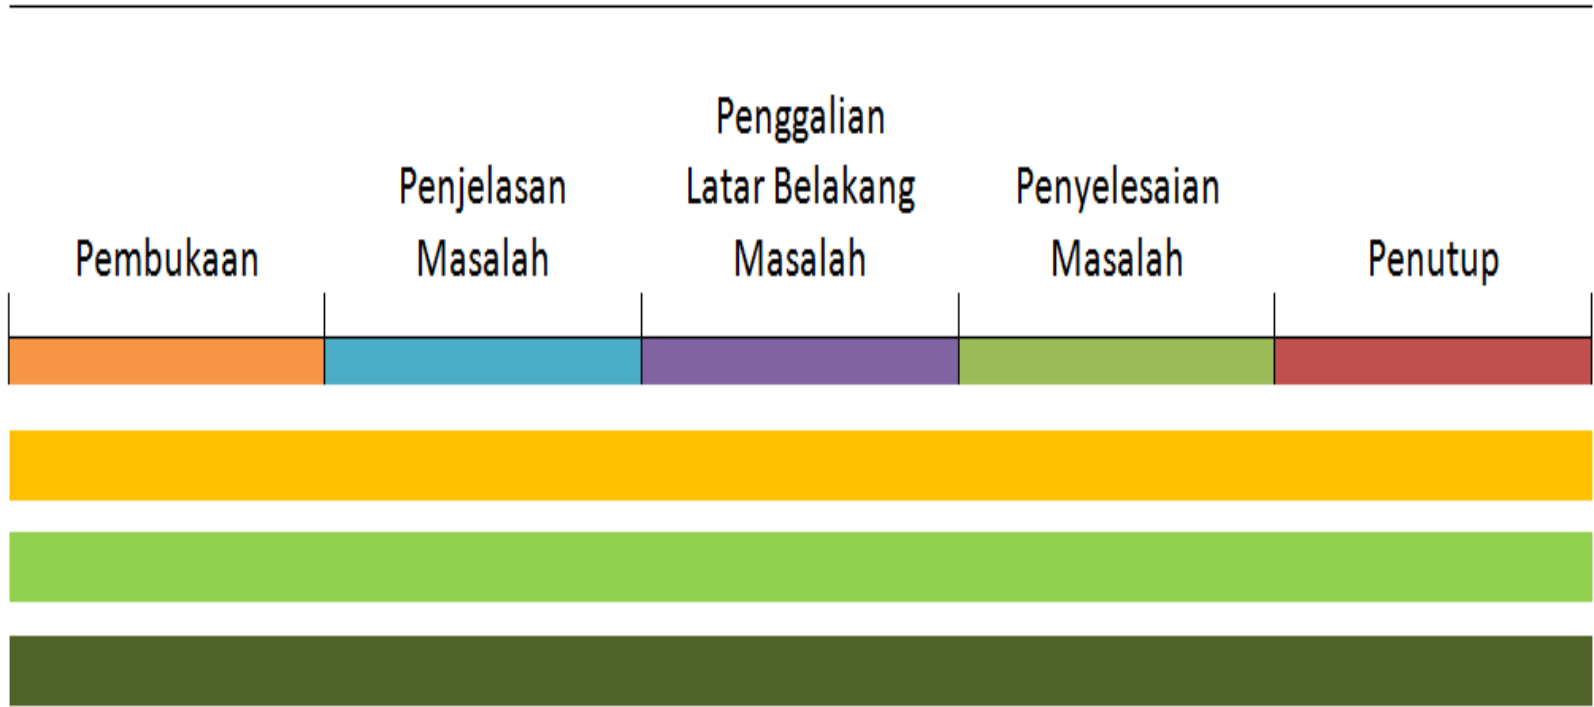 Pembukaan
Penjelasan
Masalah
Penggalian
Latar Belakang
Masalah
Penyelesaian
Masalah
Penutup